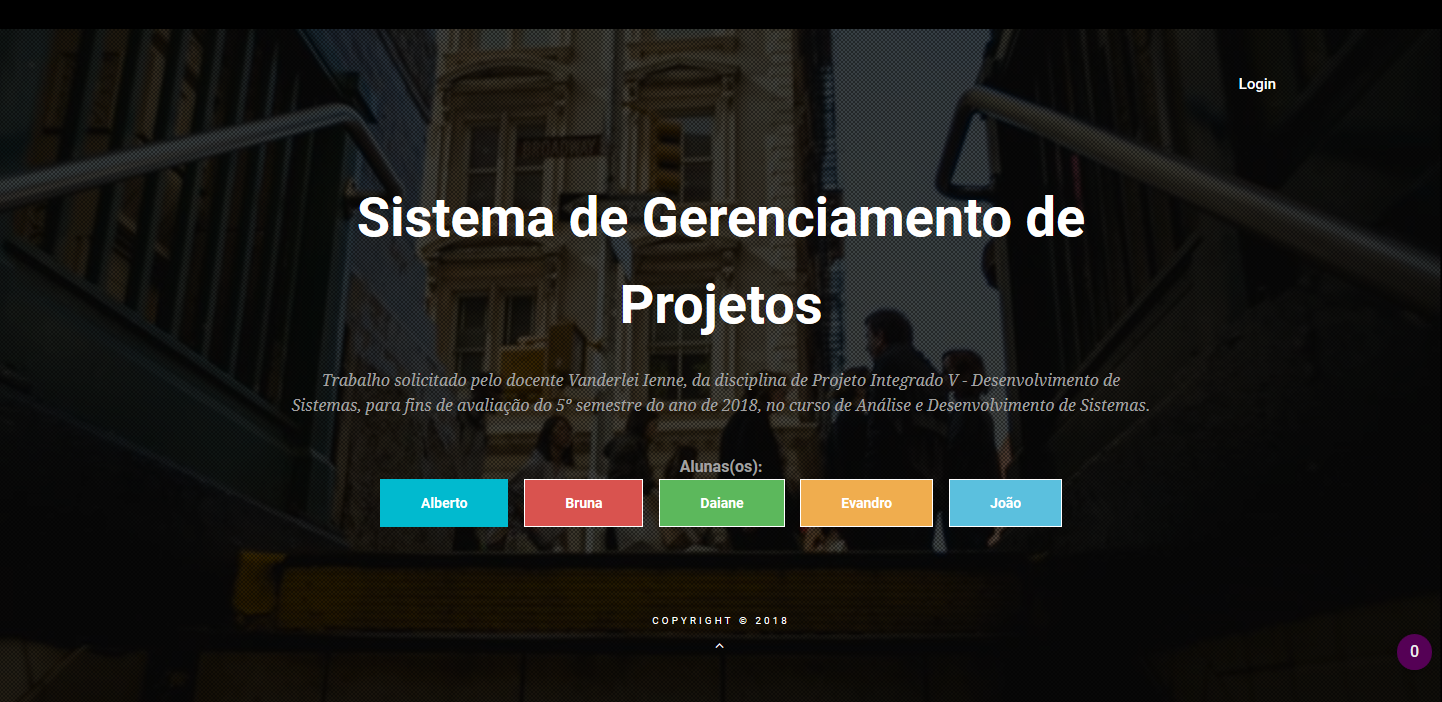 Login
BROADWAY
Sistema de Gerenciamento de
Projetos
Trabalho solicitado pelo docente Vanderlei Ienne, da disciplina de Projeto Integrado V - Desenvolvimento de
Sistemas, para fins de avaliação do 5º semestre do ano de 2018, no curso de Análise e Desenvolvimento de Sistemas.
Alunas(os):
Alberto Bruna Daiane Evandro João
COPYRIGHT © 2018
0